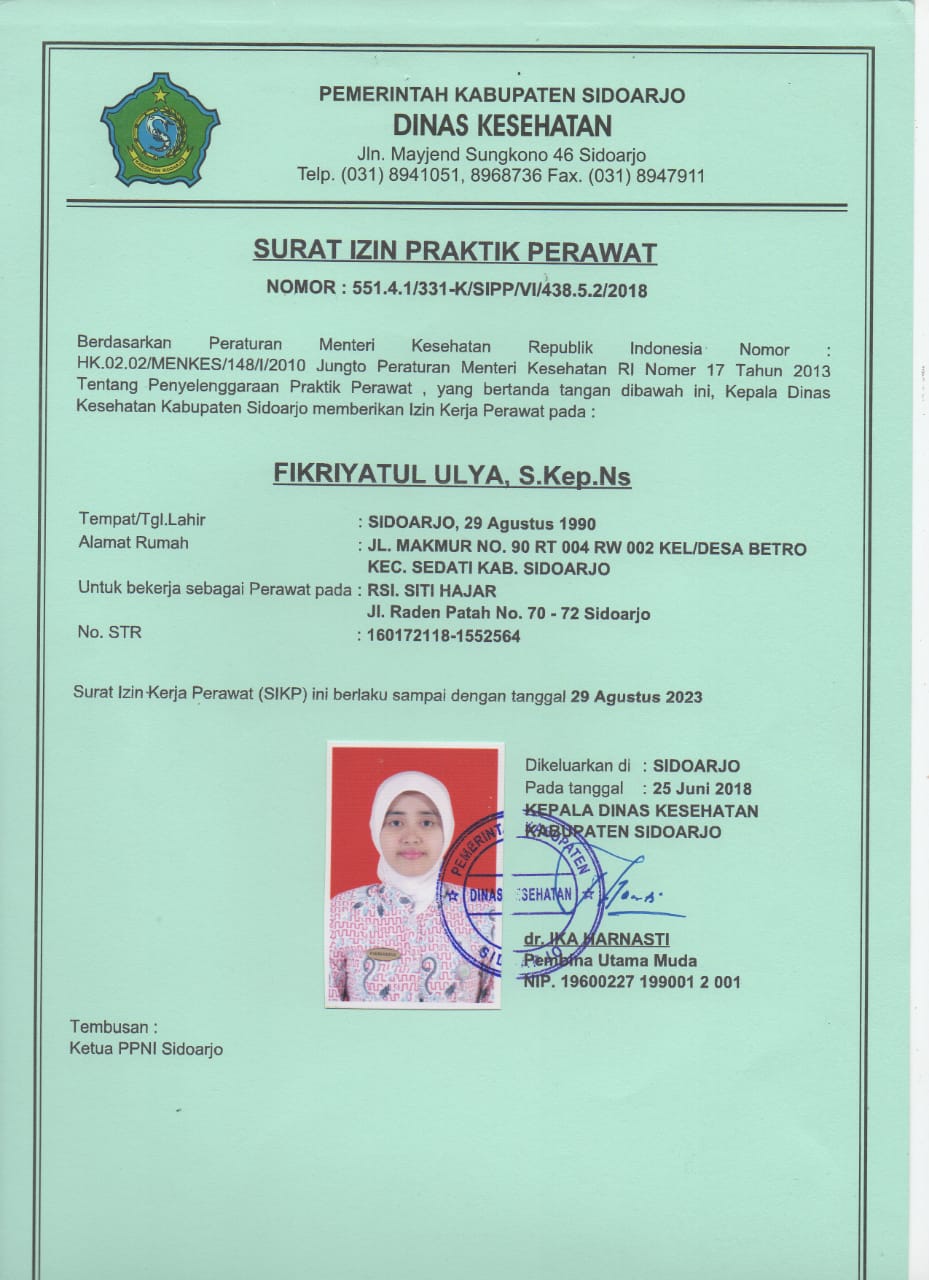 PEMERINTAH KABUPATEN SIDOARJO
DINAS KESEHATAN
Jln. Mayjend Sungkono 46 Sidoarjo
Telp. (031) 8941051, 8968736 Fax. (031) 8947911
KABUPATEN SIDOARJO
SURAT IZIN PRAKTIK PERAWAT
NOMOR : 551.4.1/331-K/SIPP/VI/438.5.2/2018
Berdasarkan Peraturan Menteri Kesehatan Republik Indonesia Nomor :
HK.02.02/MENKES/148/I/2010 Jungto Peraturan Menteri Kesehatan RI Nomer 17 Tahun 2013
Tentang Penyelenggaraan Praktik Perawat , yang bertanda tangan dibawah ini, Kepala Dinas
Kesehatan Kabupaten Sidoarjo memberikan Izin Kerja Perawat pada :
FIKRIYATUL ULYA, S.Kep.Ns
Tempat/Tgl.Lahir : SIDOARJO, 29 Agustus 1990
Alamat Rumah : JL. MAKMUR NO. 90 RT 004 RW 002 KEL/DESA BETRO
KEC. SEDATI KAB. SIDOARJO
Untuk bekerja sebagai Perawat pada : RSI. SITI HAJAR
Jl. Raden Patah No. 70 - 72 Sidoarjo
No. STR : 160172118-1552564
Surat Izin Kerja Perawat (SIKP) ini berlaku sampai dengan tanggal 29 Agustus 2023
Dikeluarkan di : SIDOARJO
Pada tanggal : 25 Juni 2018
KEPALA DINAS KESEHATAN
KABUPATEN SIDOARJO
PEMERINT KABUPATEN
DINAS ESEHATAN
dr. IKA HARNASTI
Pembina Utama Muda
NIP. 19600227 199001 2 001
Tembusan :
Ketua PPNI Sidoarjo